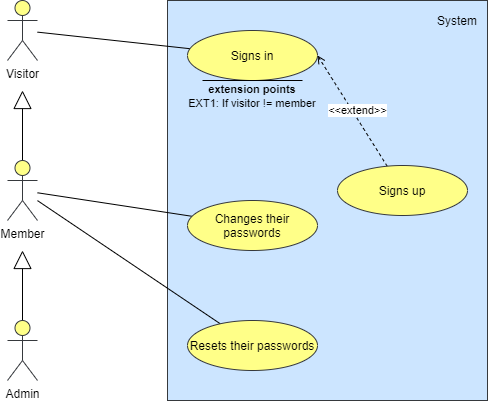 System
Signs in
Visitor
extension points
EXT1: If visitor != member
<<extend>>
Signs up
Changes their
passwords
Member
Resets their passwords
Admin